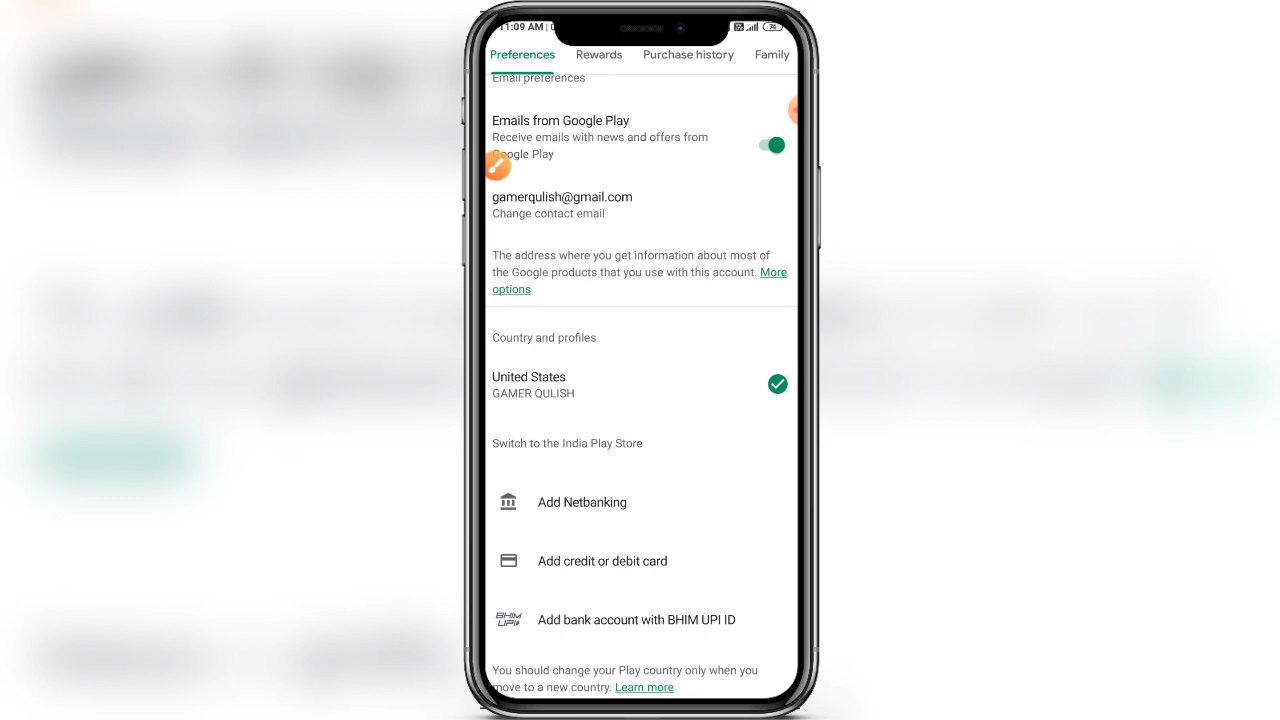 11:09 AM
74
Preferences Rewards Purchase history Family
Email preferences
Emails from Google Play
Receive emails with news and offers from
Google Play
gamerqulish@gmail.com
Change contact email
The address where you get information about most of
the Google products that you use with this account. More
options
Country and profiles
United States
GAMER QULISH
Switch to the India Play Store
Add Netbanking
Add credit or debit card
BHIM
UPI
Add bank account with BHIM UPI ID
You should change your Play country only when you
move to a new country. Learn more